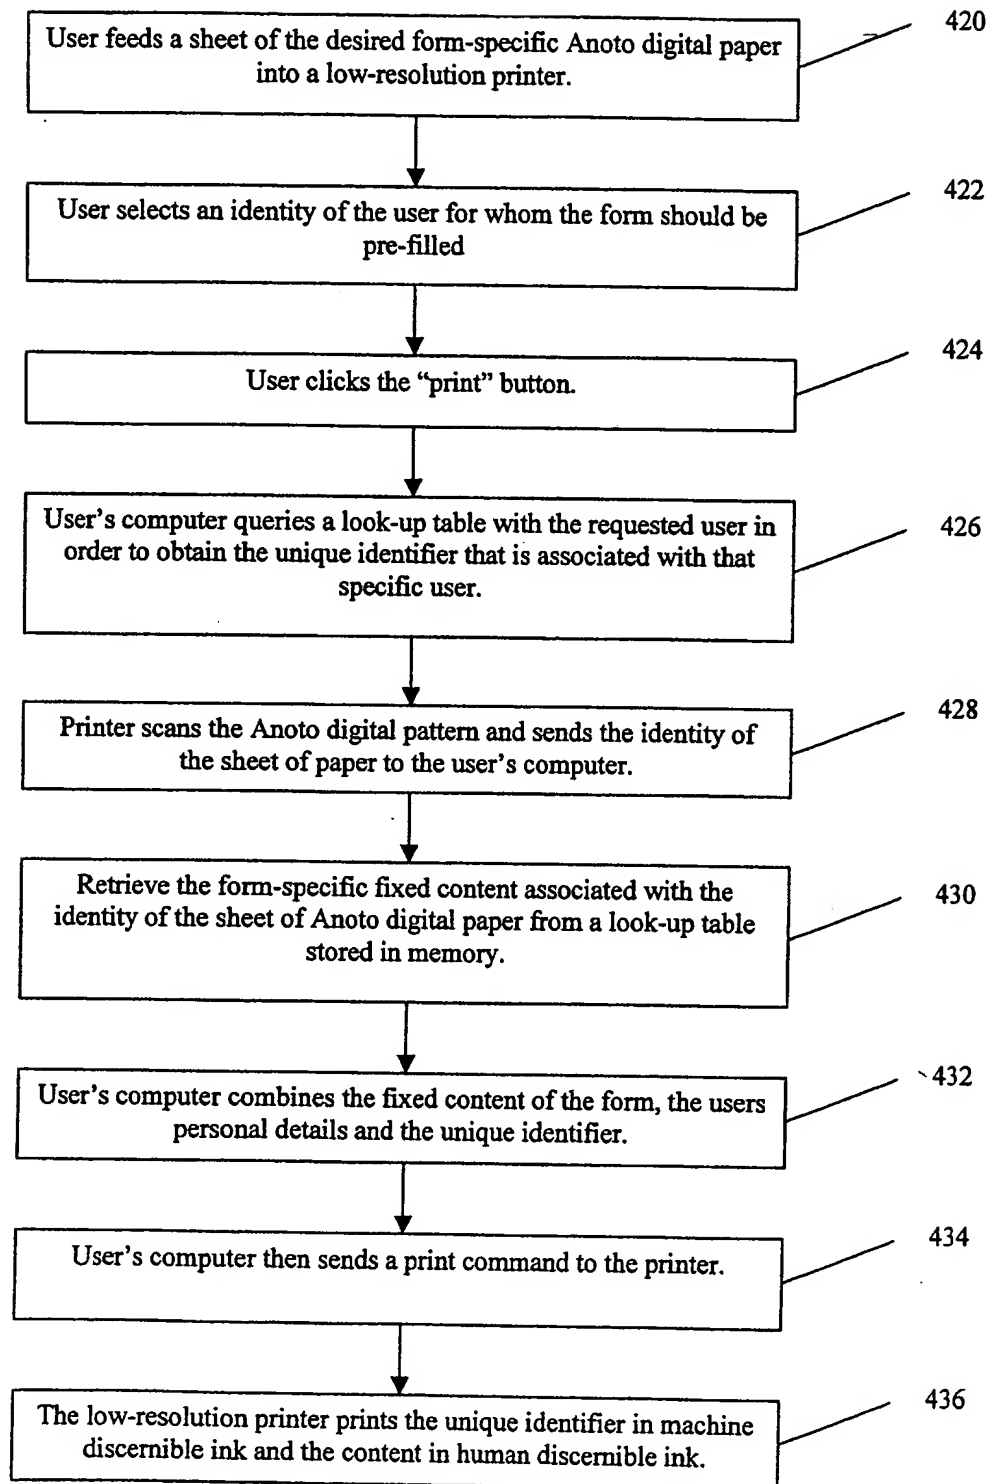 User feeds a sheet of the desired form-specific Anoto digital paper
into a low-resolution printer.
420
User selects an identity of the user for whom the form should be
pre-filled
422
User clicks the “print” button.
424
User’s computer queries a look-up table with the requested user in
order to obtain the unique identifier that is associated with that
specific user.
426
Printer scans the Anoto digital pattern and sends the identity of
the sheet of paper to the user’s computer.
428
Retrieve the form-specific fixed content associated with the
identity of the sheet of Anoto digital paper from a look-up table
stored in memory.
430
User’s computer combines the fixed content of the form, the users
personal details and the unique identifier.
432
User’s computer then sends a print command to the printer.
434
The low-resolution printer prints the unique identifier in machine
discernible ink and the content in human discernible ink.
436